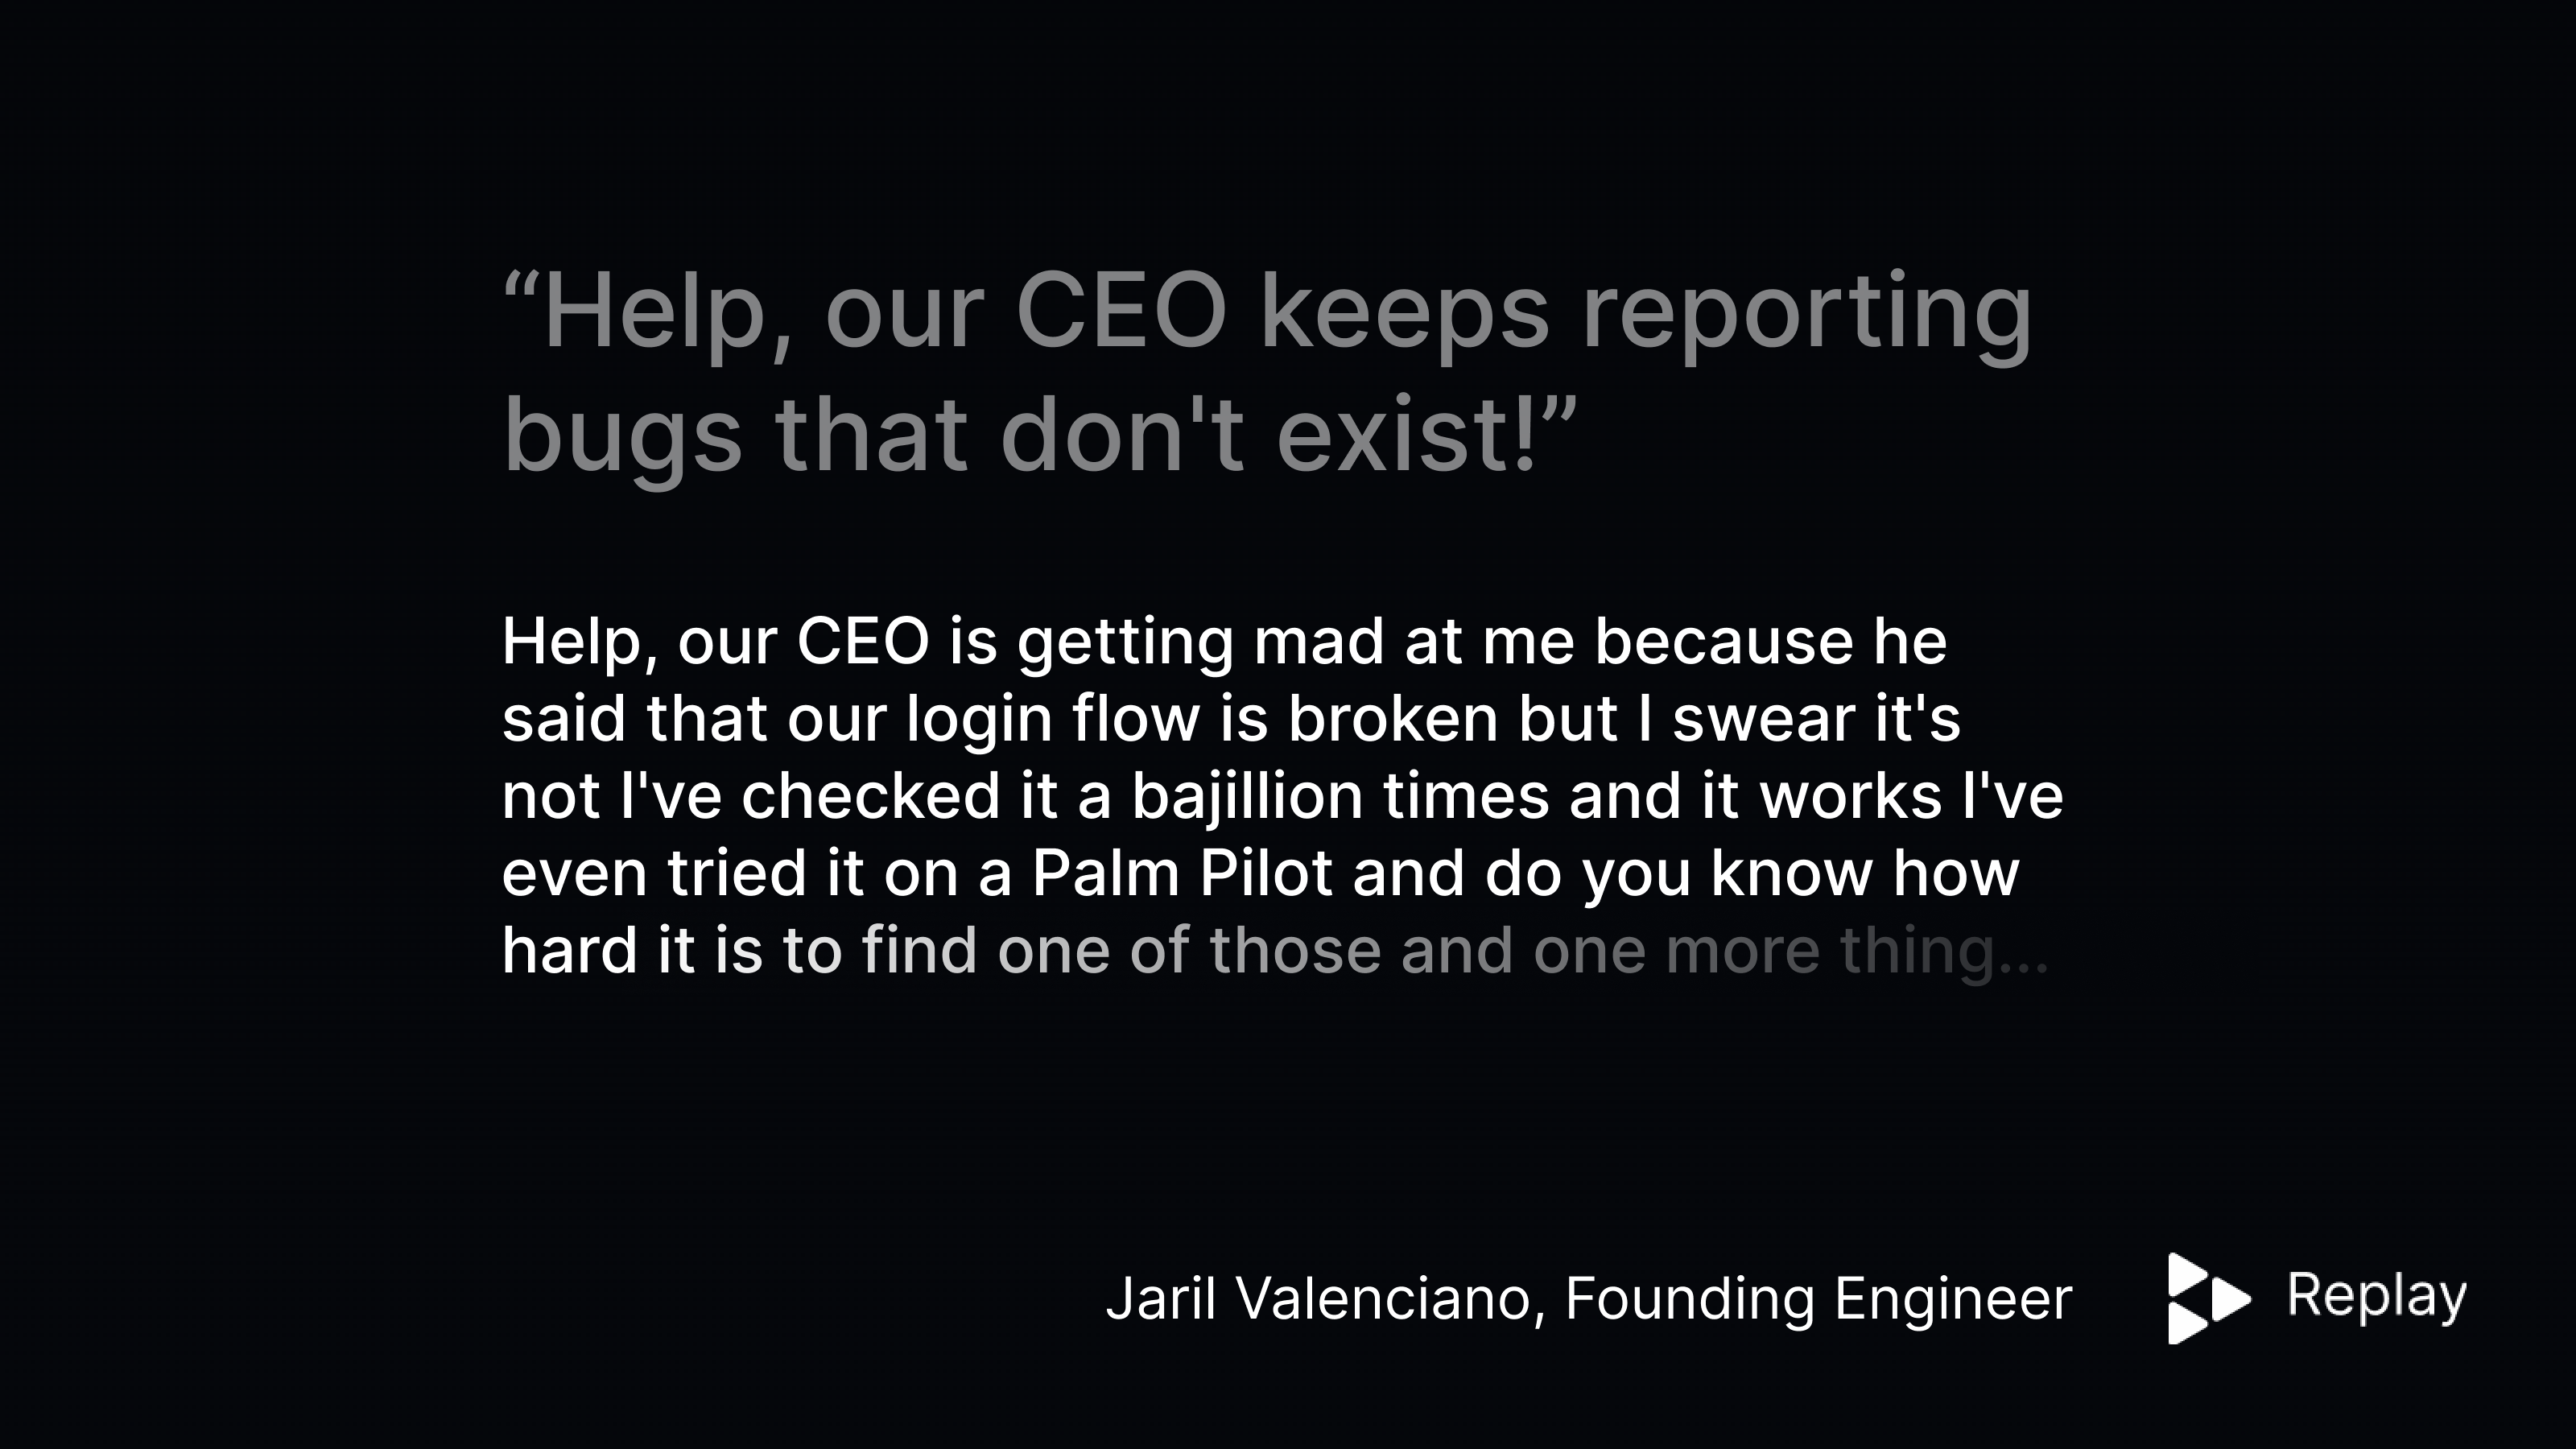 “Help, our CEO keeps reporting
bugs that don't exist!”
Help, our CEO is getting mad at me because he
said that our login flow is broken but I swear it's
not I've checked it a bajillion times and it works I've
even tried it on a Palm Pilot and do you know how
hard it is to find one of those and one more thing...
Jaril Valenciano, Founding Engineer
Replay